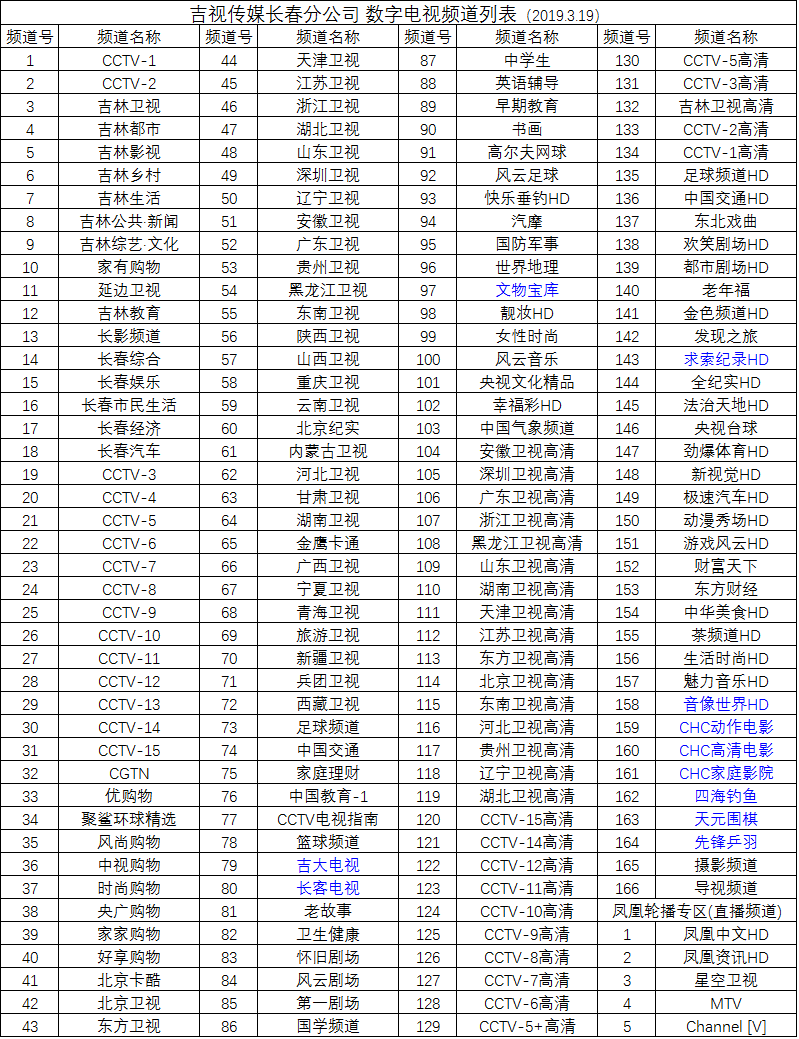 吉视传媒长春分公司 数字电视频道列表（2019.3.19）
频道号 频道名称 频道号 频道名称 频道号 频道名称 频道号 频道名称
1 CCTV-1 44 天津卫视 87 中学生 130 CCTV-5高清
2 CCTV-2 45 江苏卫视 88 英语辅导 131 CCTV-3高清
3 吉林卫视 46 浙江卫视 89 早期教育 132 吉林卫视高清
4 吉林都市 47 湖北卫视 90 书画 133 CCTV-2高清
5 吉林影视 48 山东卫视 91 高尔夫网球 134 CCTV-1高清
6 吉林乡村 49 深圳卫视 92 风云足球 135 足球频道HD
7 吉林生活 50 辽宁卫视 93 快乐垂钓HD 136 中国交通HD
8 吉林公共·新闻 51 安徽卫视 94 汽摩 137 东北戏曲
9 吉林综艺·文化 52 广东卫视 95 国防军事 138 欢笑剧场HD
10 家有购物 53 贵州卫视 96 世界地理 139 都市剧场HD
11 延边卫视 54 黑龙江卫视 97 文物宝库 140 老年福
12 吉林教育 55 东南卫视 98 靓妆HD 141 金色频道HD
13 长影频道 56 陕西卫视 99 女性时尚 142 发现之旅
14 长春综合 57 山西卫视 100 风云音乐 143 求索纪录HD
15 长春娱乐 58 重庆卫视 101 央视文化精品 144 全纪实HD
16 长春市民生活 59 云南卫视 102 幸福彩HD 145 法治天地HD
17 长春经济 60 北京纪实 103 中国气象频道 146 央视台球
18 长春汽车 61 内蒙古卫视 104 安徽卫视高清 147 劲爆体育HD
19 CCTV-3 62 河北卫视 105 深圳卫视高清 148 新视觉HD
20 CCTV-4 63 甘肃卫视 106 广东卫视高清 149 极速汽车HD
21 CCTV-5 64 湖南卫视 107 浙江卫视高清 150 动漫秀场HD
22 CCTV-6 65 金鹰卡通 108 黑龙江卫视高清 151 游戏风云HD
23 CCTV-7 66 广西卫视 109 山东卫视高清 152 财富天下
24 CCTV-8 67 宁夏卫视 110 湖南卫视高清 153 东方财经
25 CCTV-9 68 青海卫视 111 天津卫视高清 154 中华美食HD
26 CCTV-10 69 旅游卫视 112 江苏卫视高清 155 茶频道HD
27 CCTV-11 70 新疆卫视 113 东方卫视高清 156 生活时尚HD
28 CCTV-12 71 兵团卫视 114 北京卫视高清 157 魅力音乐HD
29 CCTV-13 72 西藏卫视 115 东南卫视高清 158 音像世界HD
30 CCTV-14 73 足球频道 116 河北卫视高清 159 CHC动作电影
31 CCTV-15 74 中国交通 117 贵州卫视高清 160 CHC高清电影
32 CGTN 75 家庭理财 118 辽宁卫视高清 161 CHC家庭影院
33 优购物 76 中国教育-1 119 湖北卫视高清 162 四海钓鱼
34 聚鲨环球精选 77 CCTV电视指南 120 CCTV-15高清 163 天元围棋
35 风尚购物 78 篮球频道 121 CCTV-14高清 164 先锋乒羽
36 中视购物 79 吉大电视 122 CCTV-12高清 165 摄影频道
37 时尚购物 80 长客电视 123 CCTV-11高清 166 导视频道
38 央广购物 81 老故事 124 CCTV-10高清 凤凰轮播专区(直播频道)
39 家家购物 82 卫生健康 125 CCTV-9高清 1 凤凰中文HD
40 好享购物 83 怀旧剧场 126 CCTV-8高清 2 凤凰资讯HD
41 北京卡酷 84 风云剧场 127 CCTV-7高清 3 星空卫视
42 北京卫视 85 第一剧场 128 CCTV-6高清 4 MTV
43 东方卫视 86 国学频道 129 CCTV-5+高清 5 Channel [V]